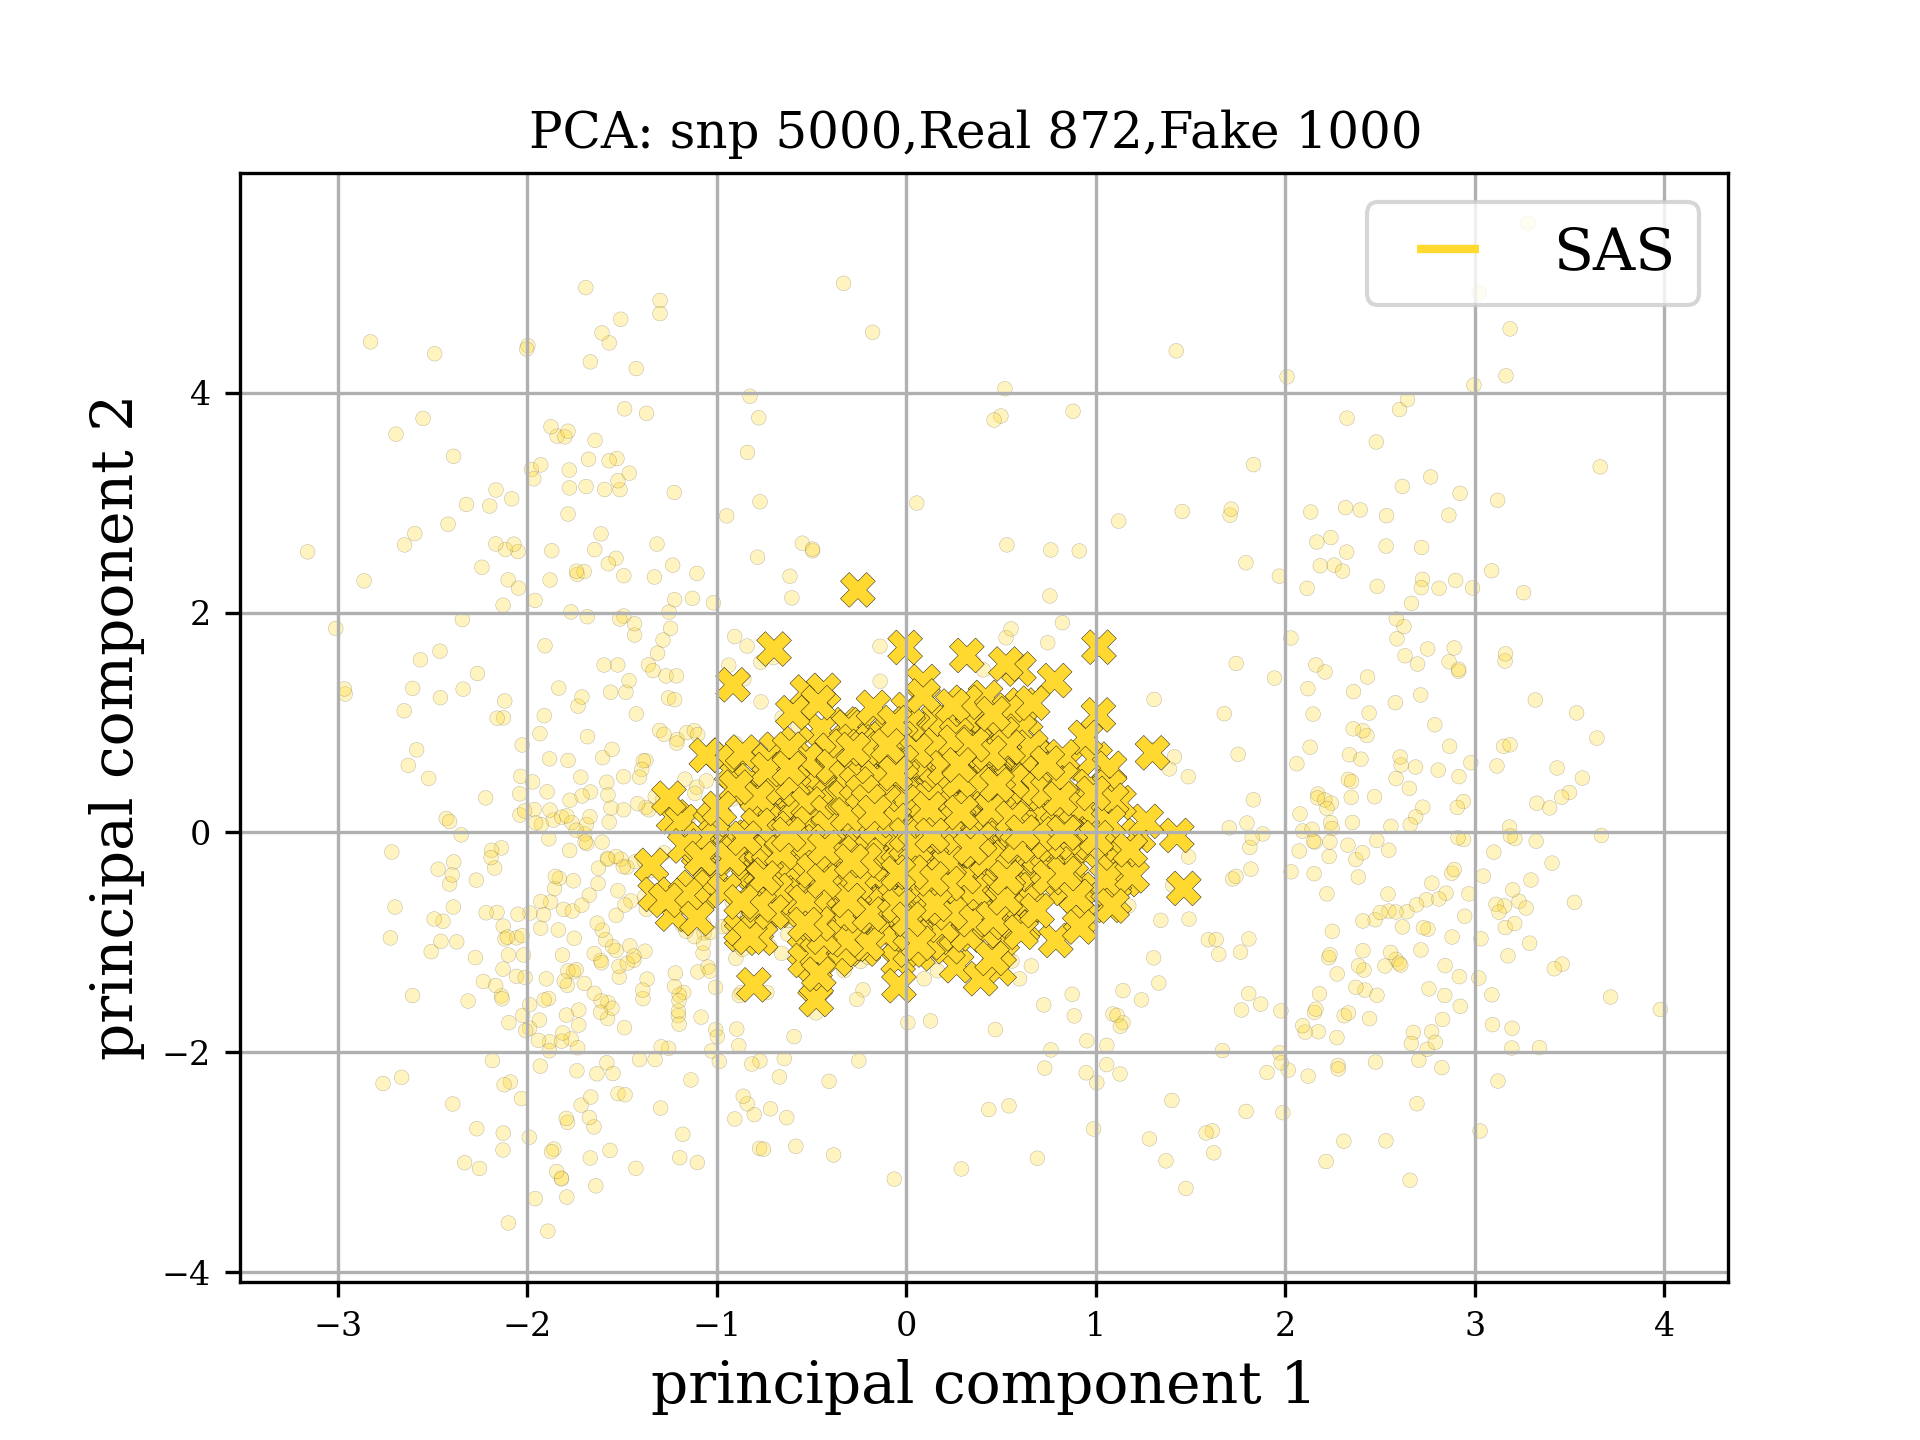 PCA: snp 5000,Real 872,Fake 1000
SAS
principal component 2
4
2
0
−2
−4
−3 −2 −1 0 1 2 3 4
principal component 1